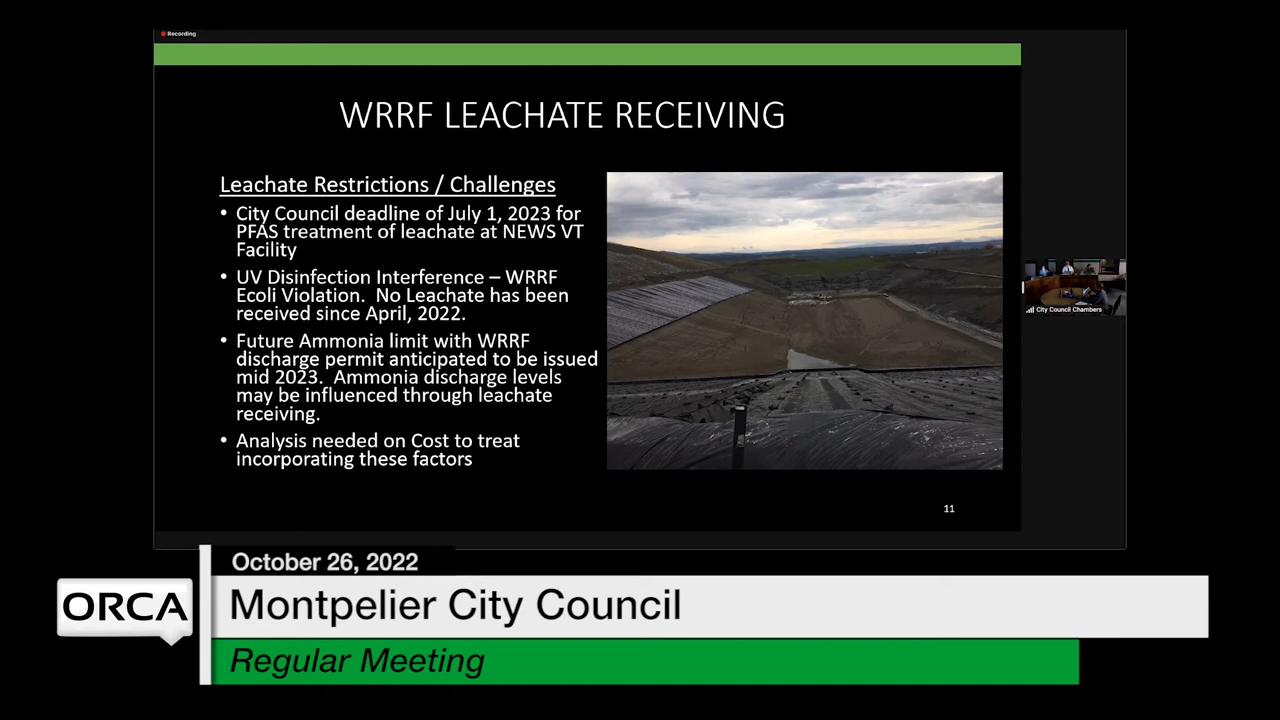 Recording
WRRF LEACHATE RECEIVING
Leachate Restrictions / Challenges
• City Council deadline of July 1, 2023 for
PFAS treatment of leachate at NEWS VT
Facility
• UV Disinfection Interference – WRRF
Ecoli Violation. No Leachate has been
received since April, 2022.
• Future Ammonia limit with WRRF
discharge permit anticipated to be issued
mid 2023. Ammonia discharge levels
may be influenced through leachate
receiving.
• Analysis needed on Cost to treat
incorporating these factors
11
City Council Chambers
October 26, 2022
ORCA
Montpelier City Council
Regular Meeting